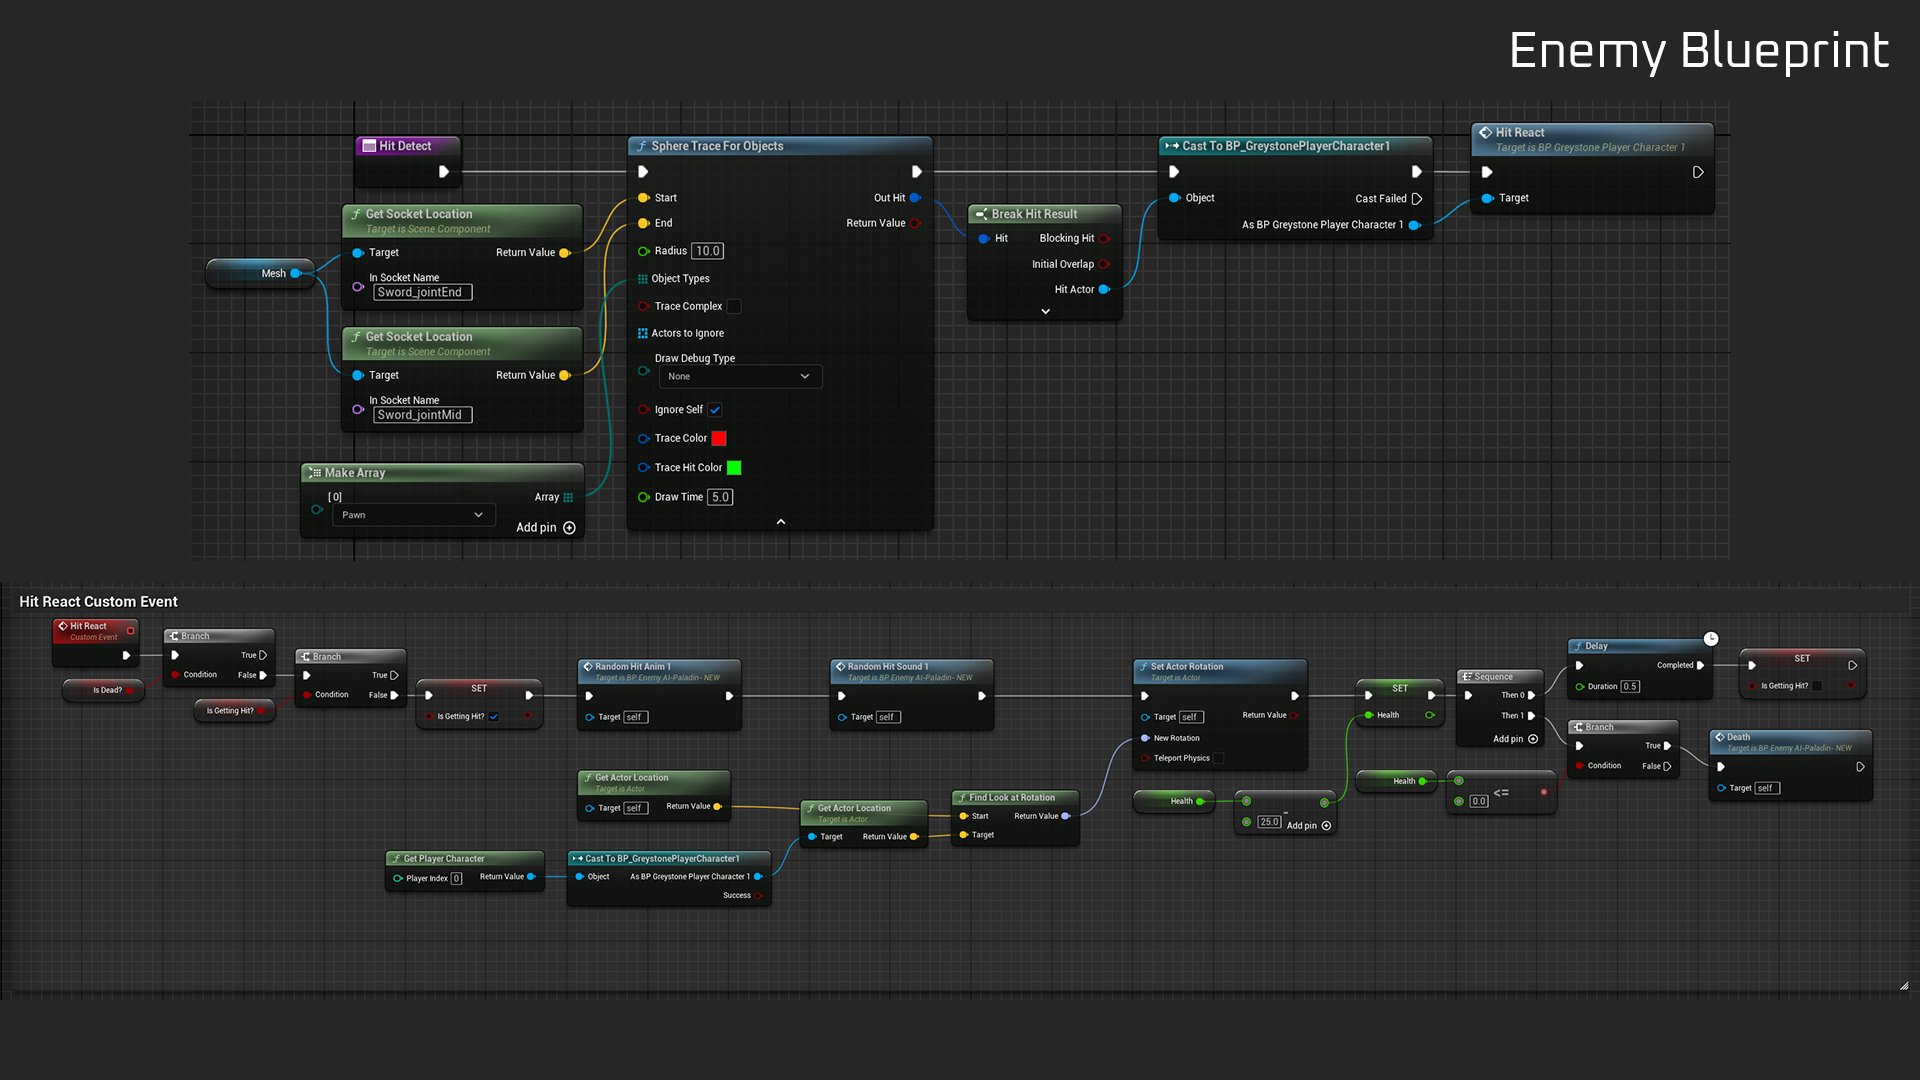 Enemy Blueprint
Hit Detect
Get Socket Location
Target is Scene Component
Target
Return Value
In Socket Name
Sword_jointEnd
Mesh
Get Socket Location
Target is Scene Component
Target
Return Value
In Socket Name
Sword_jointMid
Make Array
[0]
Array
Pawn
Add pin
Sphere Trace For Objects
Start
Out Hit
End
Return Value
Radius 10.0
Object Types
Trace Complex
Actors to Ignore
Draw Debug Type
None
Ignore Self
Trace Color
Trace Hit Color
Draw Time 5.0
Break Hit Result
Hit
Blocking Hit
Initial Overlap
Hit Actor
Cast To BP_GreystonePlayerCharacter1
Object
Cast Failed
As BP Greystone Player Character 1
Hit React
Target is BP Greystone Player Character 1
Target
Hit React Custom Event
Hit React
Custom Event
Is Dead?
Branch
True
Condition
False
Is Getting Hit?
Branch
True
Condition
False
SET
Is Getting Hit?
Random Hit Anim 1
Target is BP Enemy AI-Paladin- NEW
Target self
Random Hit Sound 1
Target is BP Enemy AI-Paladin- NEW
Target self
Get Actor Location
Target is Actor
Target self
Return Value
Get Player Character
Player Index 0
Return Value
Cast To BP_GreystonePlayerCharacter1
Object
As BP Greystone Player Character 1
Success
Get Actor Location
Target is Actor
Target
Return Value
Find Look at Rotation
Start
Return Value
Target
Set Actor Rotation
Target is Actor
Target self
Return Value
New Rotation
Teleport Physics
Health
-
25.0
Add pin
SET
Health
Sequence
Then 0
Then 1
Add pin
Health
0.0
<=
Delay
Completed
Duration 0.5
SET
Is Getting Hit?
Branch
True
Condition
False
Death
Target is BP Enemy AI-Paladin- NEW
Target self